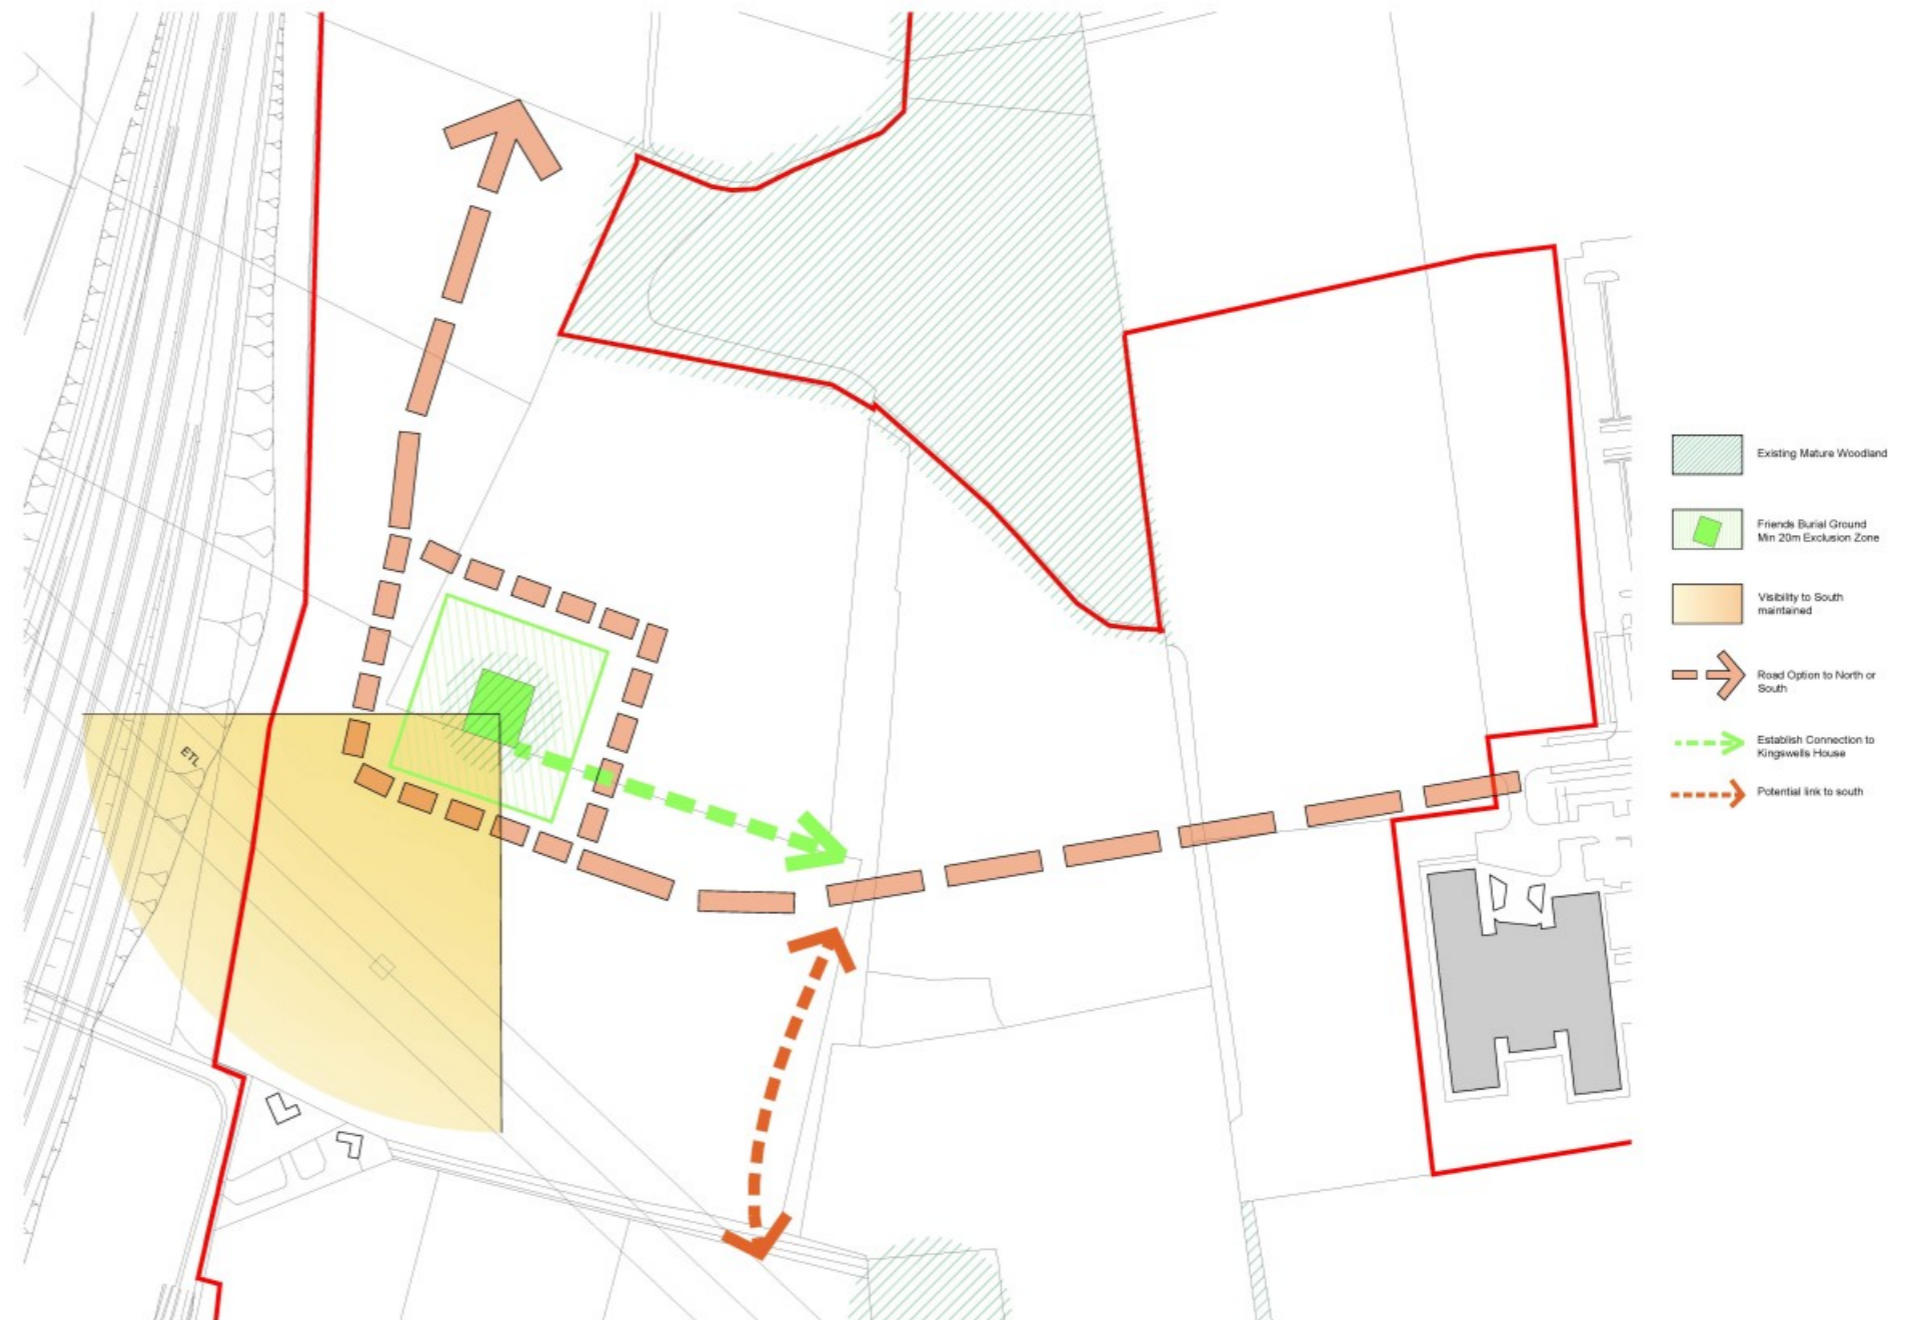 ETL
Existing Mature Woodland
Friends Burial Ground
Min 20m Exclusion Zone
Visibility to South
maintained
Road Option to North or
South
Establish Connection to
Kingswells House
Potential link to south